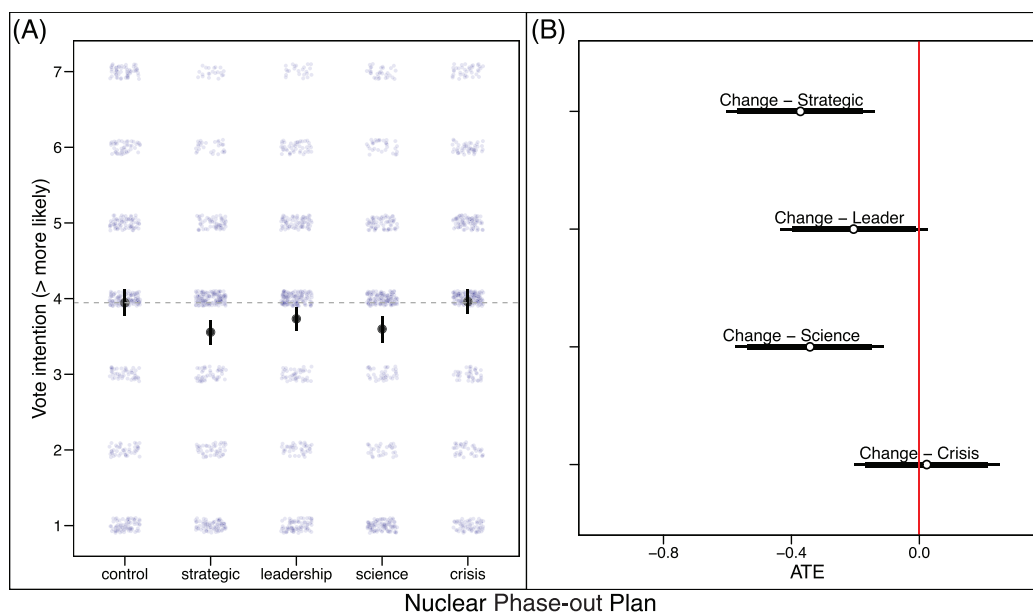 (A)
Vote intention (> more likely)
7
6
5
4
3
2
1
control strategic leadership science crisis
(B)
Change – Strategic
Change – Leader
Change – Science
Change – Crisis
−0.8 −0.4 0.0
ATE
Nuclear Phase-out Plan